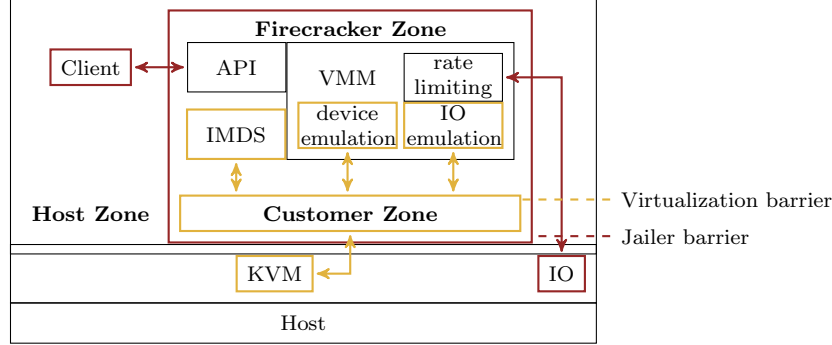 Firecracker Zone
Client
API
VMM
rate
limiting
IMDS
device
emulation
IO
emulation
Host Zone
Customer Zone
Virtualization barrier
Jailer barrier
KVM
IO
Host